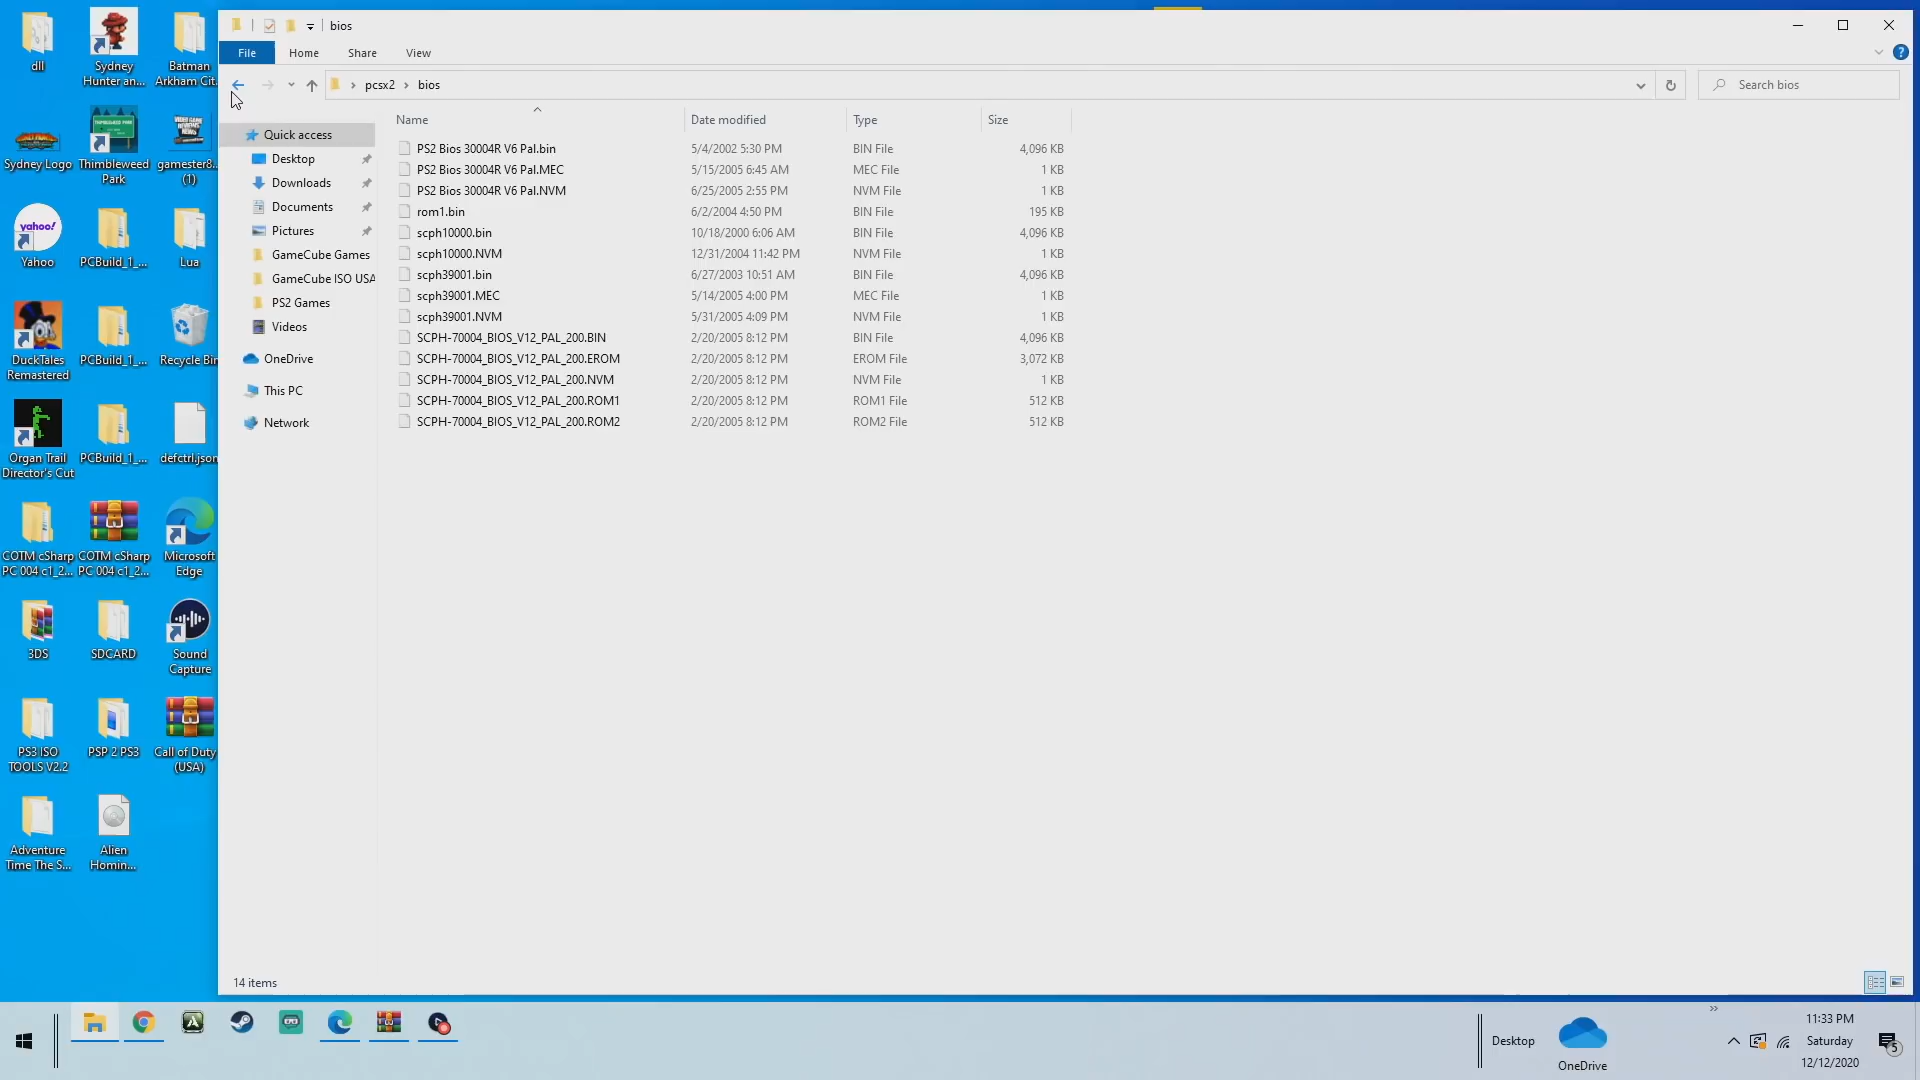 bios
File Home Share View
pcsx2 bios
Search bios
Name Date modified Type Size
Quick access
Desktop
Downloads
Documents
Pictures
GameCube Games
GameCube ISO USA
PS2 Games
Videos
OneDrive
This PC
Network
PS2 Bios 30004R V6 Pal.bin 5/4/2002 5:30 PM BIN File 4,096 KB
PS2 Bios 30004R V6 Pal.MEC 5/15/2005 6:45 AM MEC File 1 KB
PS2 Bios 30004R V6 Pal.NVM 6/25/2005 2:55 PM NVM File 1 KB
rom1.bin 6/2/2004 4:50 PM BIN File 195 KB
scph10000.bin 10/18/2000 6:06 AM BIN File 4,096 KB
scph10000.NVM 12/31/2004 11:42 PM NVM File 1 KB
scph39001.bin 6/27/2003 10:51 AM BIN File 4,096 KB
scph39001.MEC 5/14/2005 4:00 PM MEC File 1 KB
scph39001.NVM 5/31/2005 4:09 PM NVM File 1 KB
SCPH-70004_BIOS_V12_PAL_200.BIN 2/20/2005 8:12 PM BIN File 4,096 KB
SCPH-70004_BIOS_V12_PAL_200.EROM 2/20/2005 8:12 PM EROM File 3,072 KB
SCPH-70004_BIOS_V12_PAL_200.NVM 2/20/2005 8:12 PM NVM File 1 KB
SCPH-70004_BIOS_V12_PAL_200.ROM1 2/20/2005 8:12 PM ROM1 File 512 KB
SCPH-70004_BIOS_V12_PAL_200.ROM2 2/20/2005 8:12 PM ROM2 File 512 KB
14 items
dll
Sydney
Hunter an...
Batman
Arkham Cit...
Sydney Logo
THIMBLEWEED
PARK
Thimbleweed
Park
gamester8...
(1)
yahoo!
Yahoo
PCBuild_1_...
Lua
DuckTales
Remastered
PCBuild_1_...
Recycle Bin
Organ Trail
Director's Cut
PCBuild_1_...
defctrl.json
COTM cSharp
PC 004 c1_2...
COTM cSharp
PC 004 c1_2...
Microsoft
Edge
3DS
SDCARD
Sound
Capture
PS3 ISO
TOOLS V2.2
PSP 2 PS3
Call of Duty
(USA)
Adventure
Time The S...
Alien
Homin...
Desktop
OneDrive
11:33 PM
Saturday
12/12/2020
5